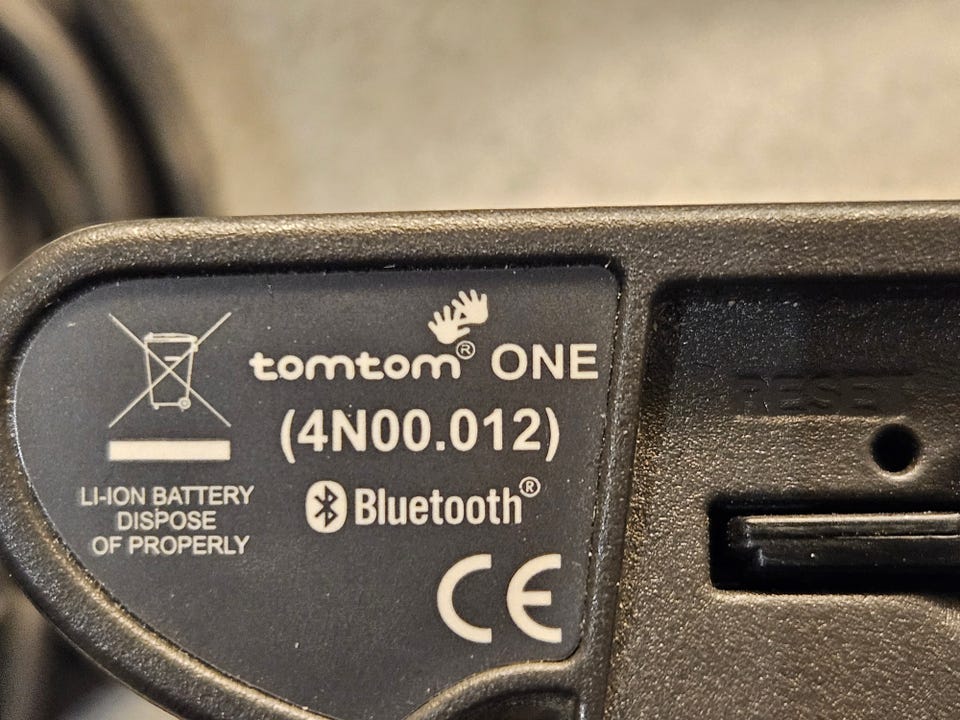 tomtom® ONE
(4N00.012)
Bluetooth®
LI-ION BATTERY
DISPOSE
OF PROPERLY
CE
RESET